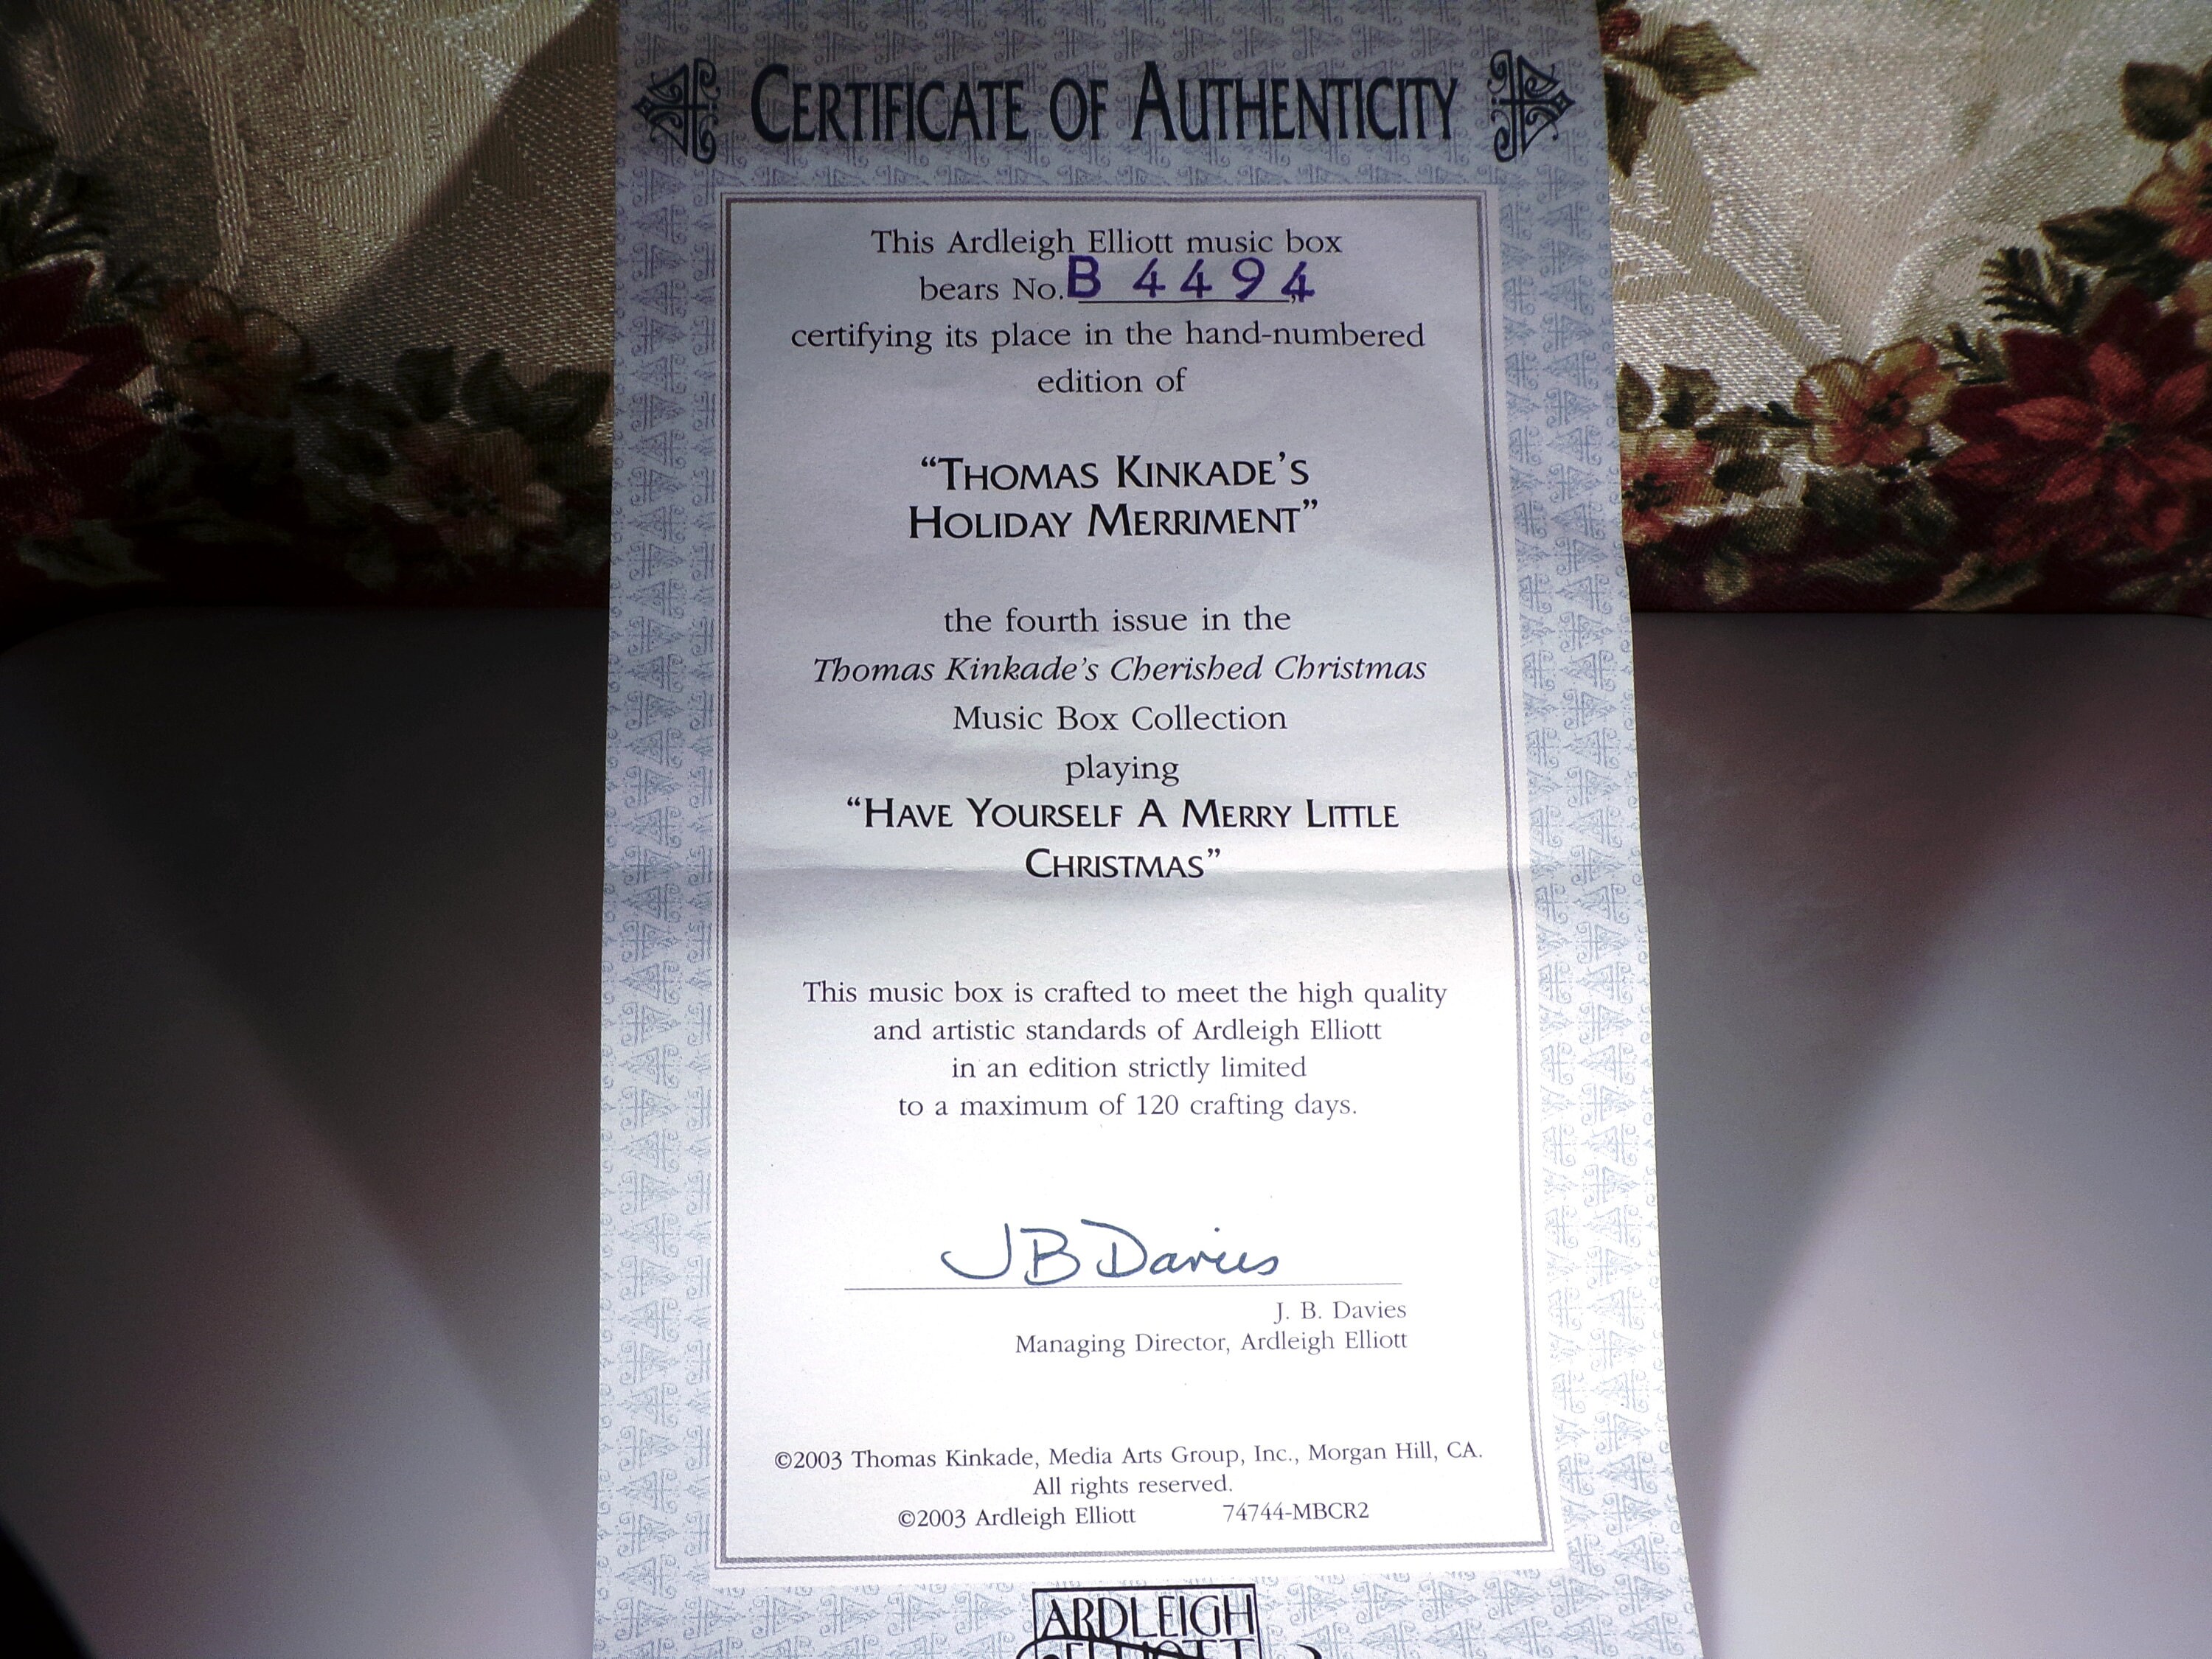 CERTIFICATE OF AUTHENTICITY
This Ardleigh Elliott music box
bears No. B 4494,
certifying its place in the hand-numbered
edition of
“THOMAS KINKADE’S
HOLIDAY MERRIMENT”
the fourth issue in the
Thomas Kinkade’s Cherished Christmas
Music Box Collection
playing
“HAVE YOURSELF A MERRY LITTLE
CHRISTMAS”
This music box is crafted to meet the high quality
and artistic standards of Ardleigh Elliott
in an edition strictly limited
to a maximum of 120 crafting days.
JB Davies
J. B. Davies
Managing Director, Ardleigh Elliott
©2003 Thomas Kinkade, Media Arts Group, Inc., Morgan Hill, CA.
All rights reserved.
©2003 Ardleigh Elliott 74744-MBCR2
ARDLEIGH
ELLIOTT